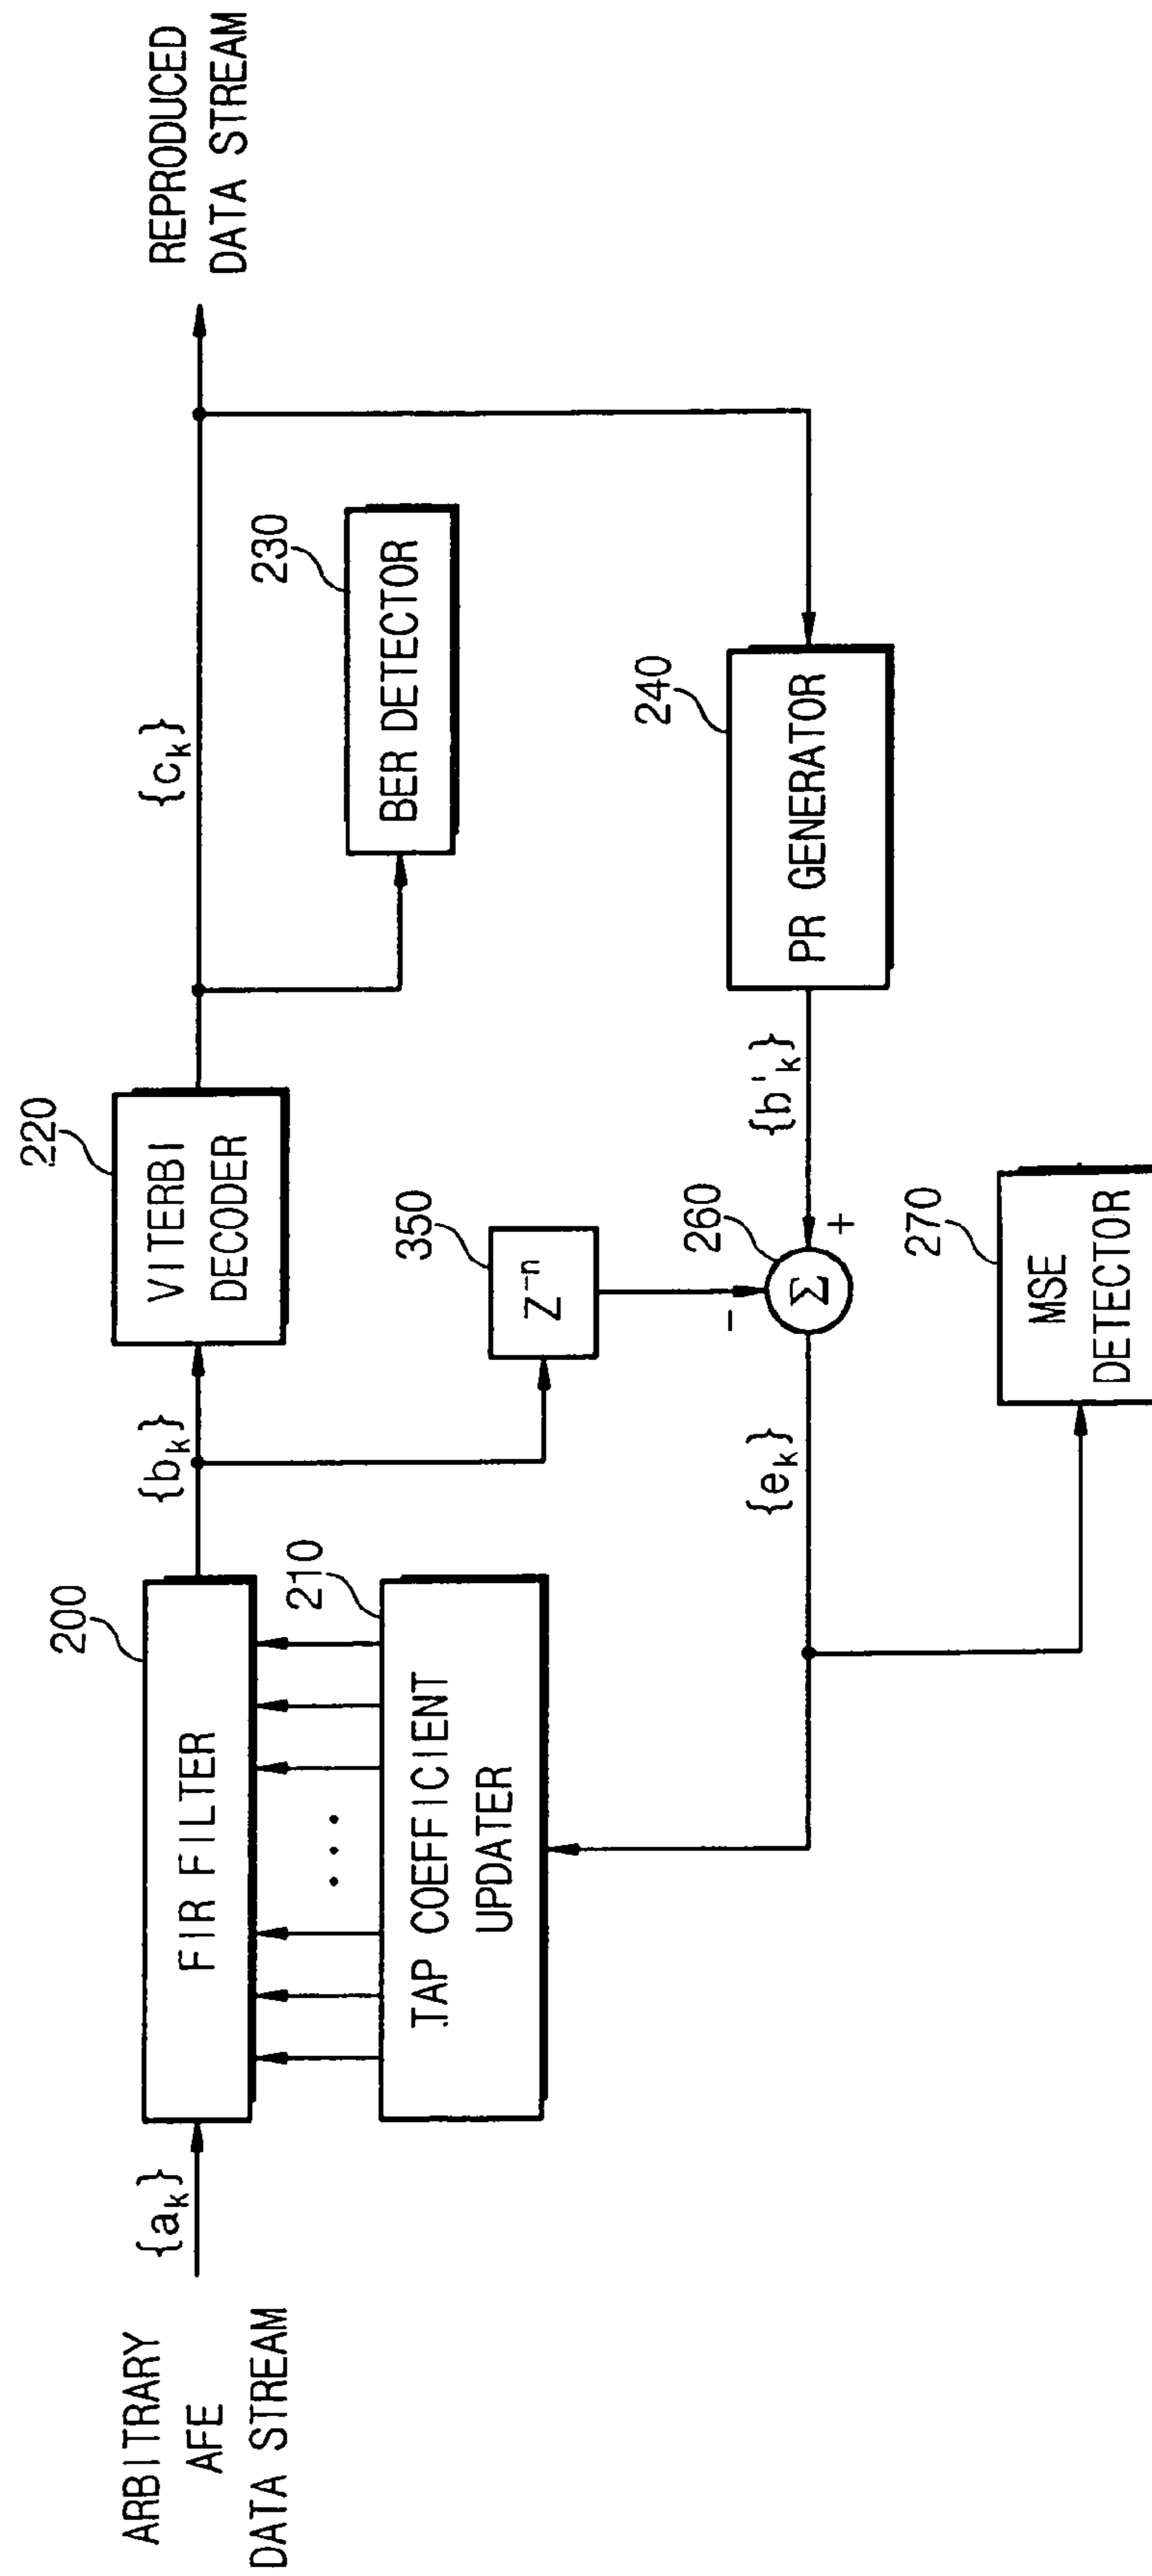 ARBITRARY
AFE
DATA STREAM
{aₖ}
200
FIR FILTER
210
.TAP COEFFICIENT
UPDATER
{bₖ}
220
VITERBI
DECODER
350
Z⁻ⁿ
{cₖ}
230
BER DETECTOR
REPRODUCED
DATA STREAM
240
PR GENERATOR
{b'ₖ}
260
Σ
+
-
{eₖ}
270
MSE
DETECTOR